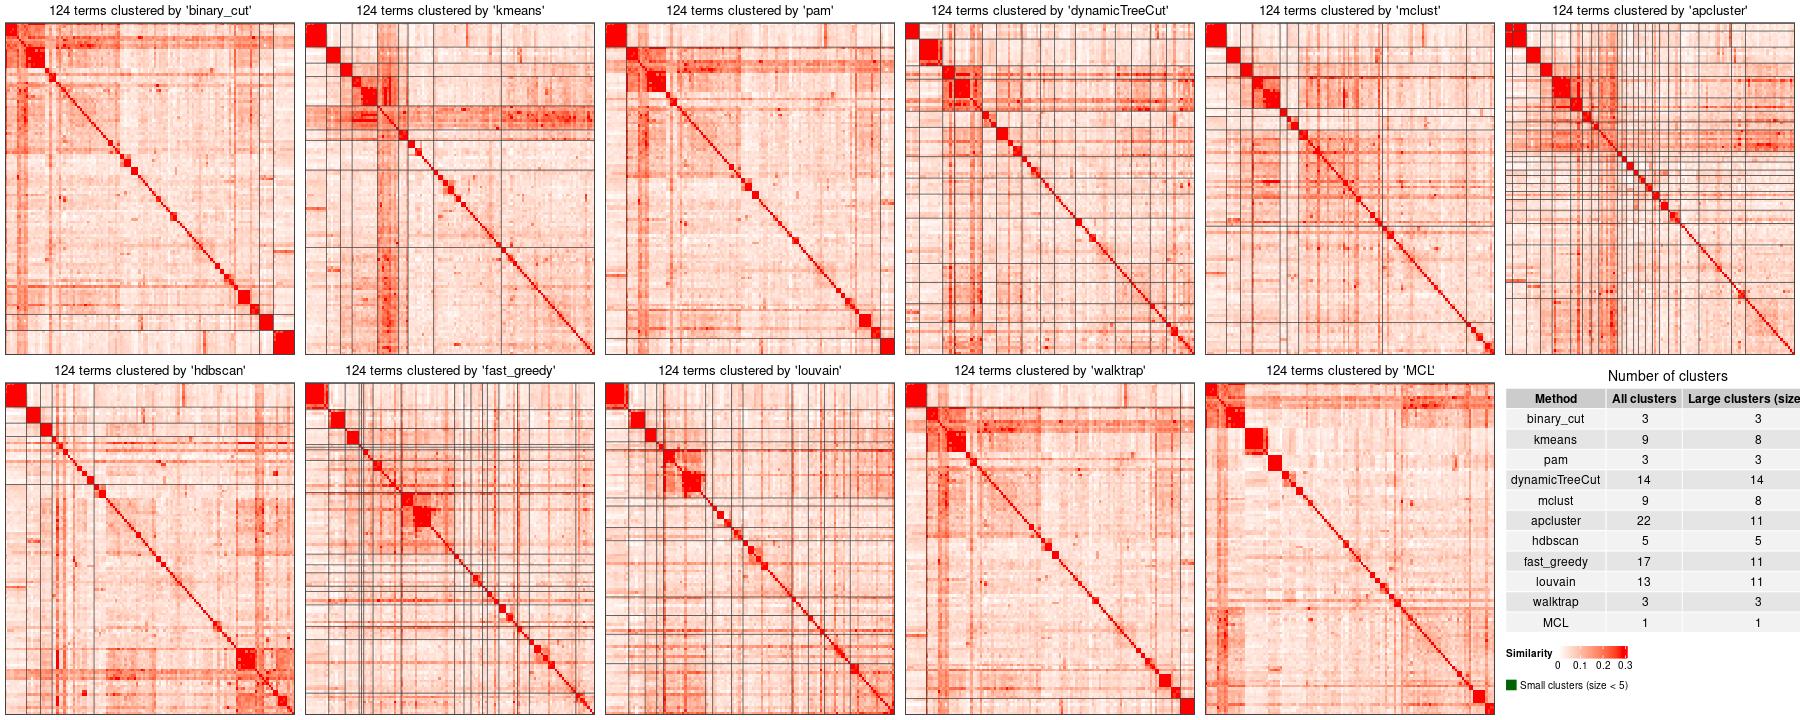 124 terms clustered by 'binary_cut'
124 terms clustered by 'kmeans'
124 terms clustered by 'pam'
124 terms clustered by 'dynamicTreeCut'
124 terms clustered by 'mclust'
124 terms clustered by 'apcluster'
124 terms clustered by 'hdbscan'
124 terms clustered by 'fast_greedy'
124 terms clustered by 'louvain'
124 terms clustered by 'walktrap'
124 terms clustered by 'MCL'
Number of clusters
Method All clusters Large clusters (size
binary_cut 3 3
kmeans 9 8
pam 3 3
dynamicTreeCut 14 14
mclust 9 8
apcluster 22 11
hdbscan 5 5
fast_greedy 17 11
louvain 13 11
walktrap 3 3
MCL 1 1
Similarity
0 0.1 0.2 0.3
Small clusters (size < 5)